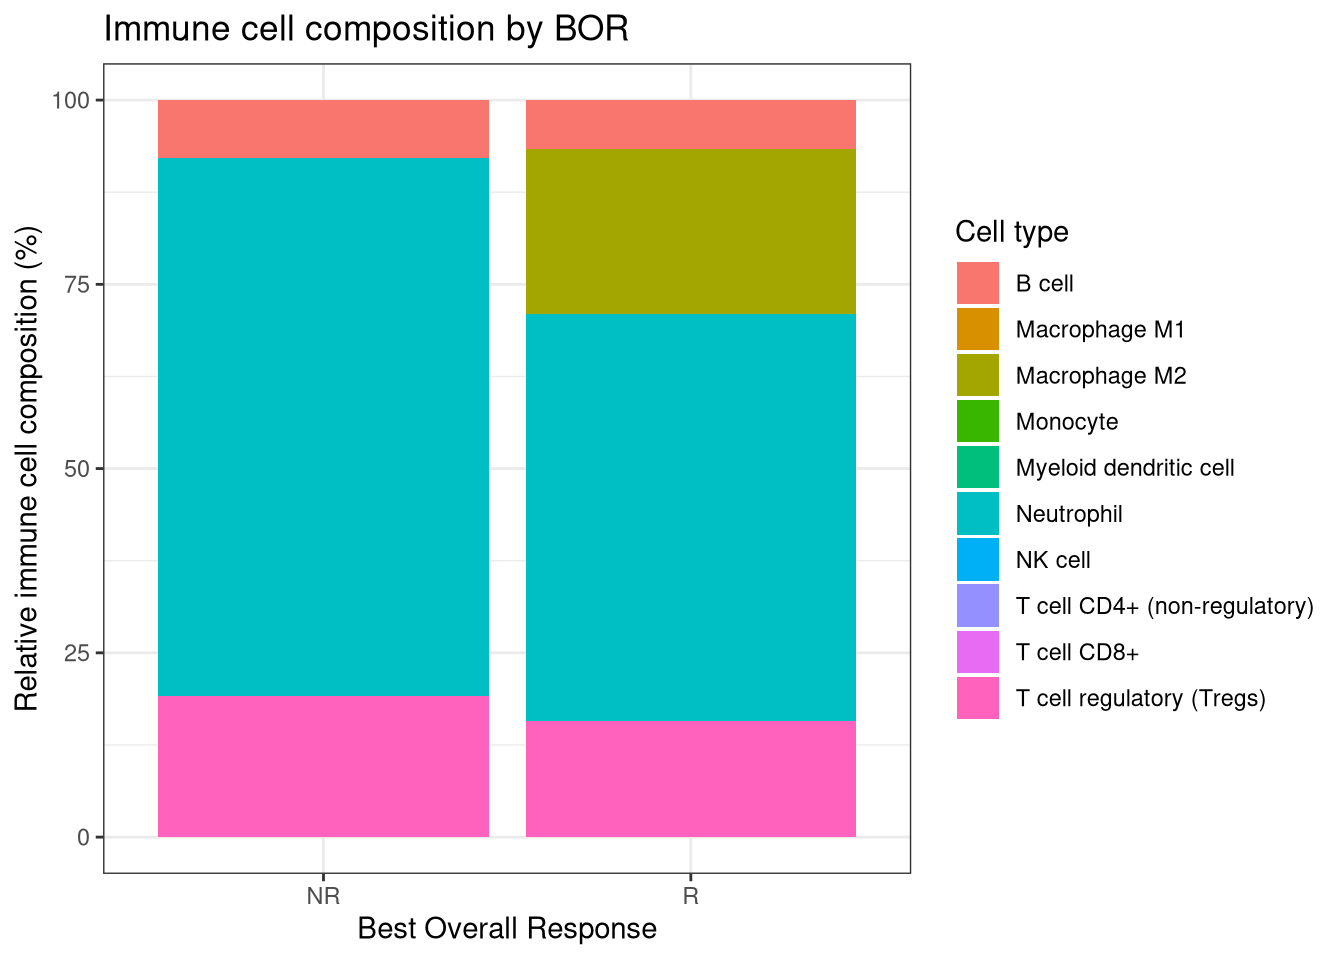 Immune cell composition by BOR
Relative immune cell composition (%)
100
75
50
25
0
NR
R
Best Overall Response
Cell type
B cell
Macrophage M1
Macrophage M2
Monocyte
Myeloid dendritic cell
Neutrophil
NK cell
T cell CD4+ (non-regulatory)
T cell CD8+
T cell regulatory (Tregs)